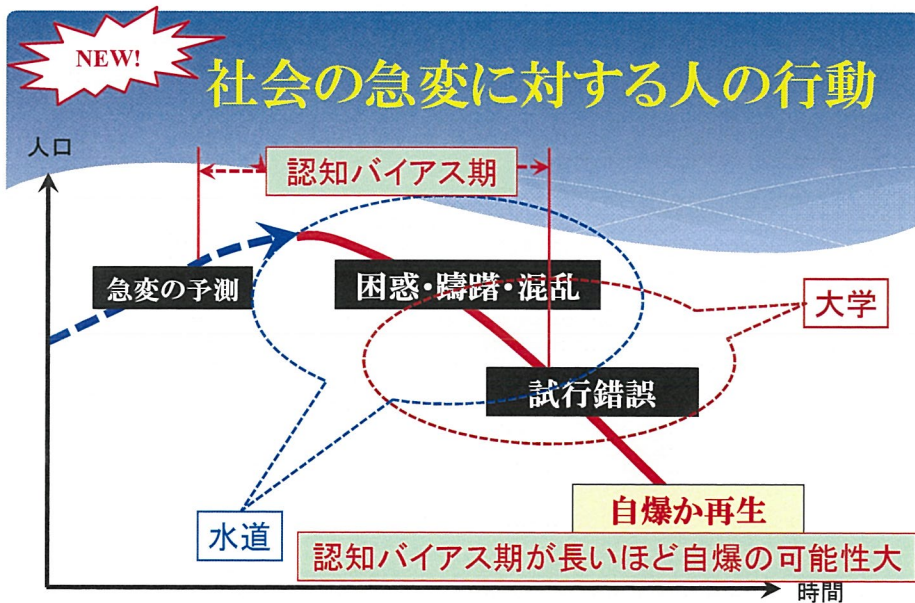 NEW!
社会の急変に対する人の行動
人口
認知バイアス期
急変の予測
困惑・躊躇・混乱
大学
試行錯誤
水道
自爆か再生
認知バイアス期が長いほど自爆の可能性大
時間